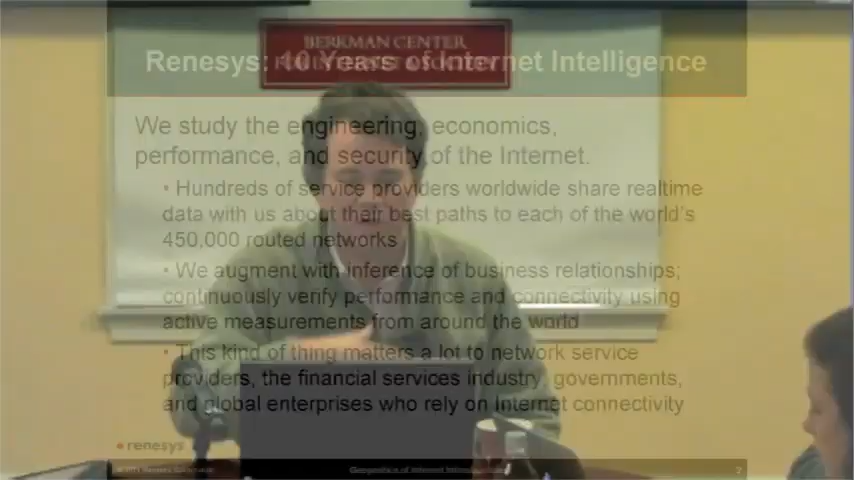 BERKMAN CENTER
Renesys: 10 Years of Internet Intelligence
We study the engineering, economics,
performance, and security of the Internet.
• Hundreds of service providers worldwide share realtime
data with us about their best paths to each of the world's
450,000 routed networks
• We augment with inference of business relationships;
continuously verify performance and connectivity using
active measurements from around the world
• This kind of thing matters a lot to network service
providers, the financial services industry, governments,
and global enterprises who rely on Internet connectivity
renesys
Geopolitics of Internet
2